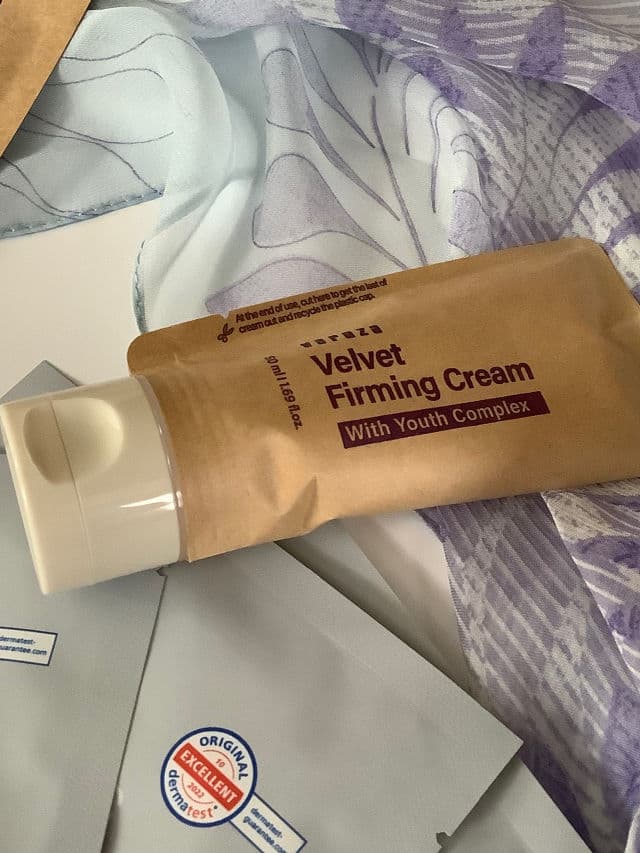 At the end of use, cut here to get the last of
cream out and recycle the plastic cap.
Velvet
Firming Cream
With Youth Complex
50 ml | 1.69 fl.oz.
dermatest-
guarantee.com
ORIGINAL
10
EXCELLENT
2022
dermatest®
dermatest-
guarantee.com